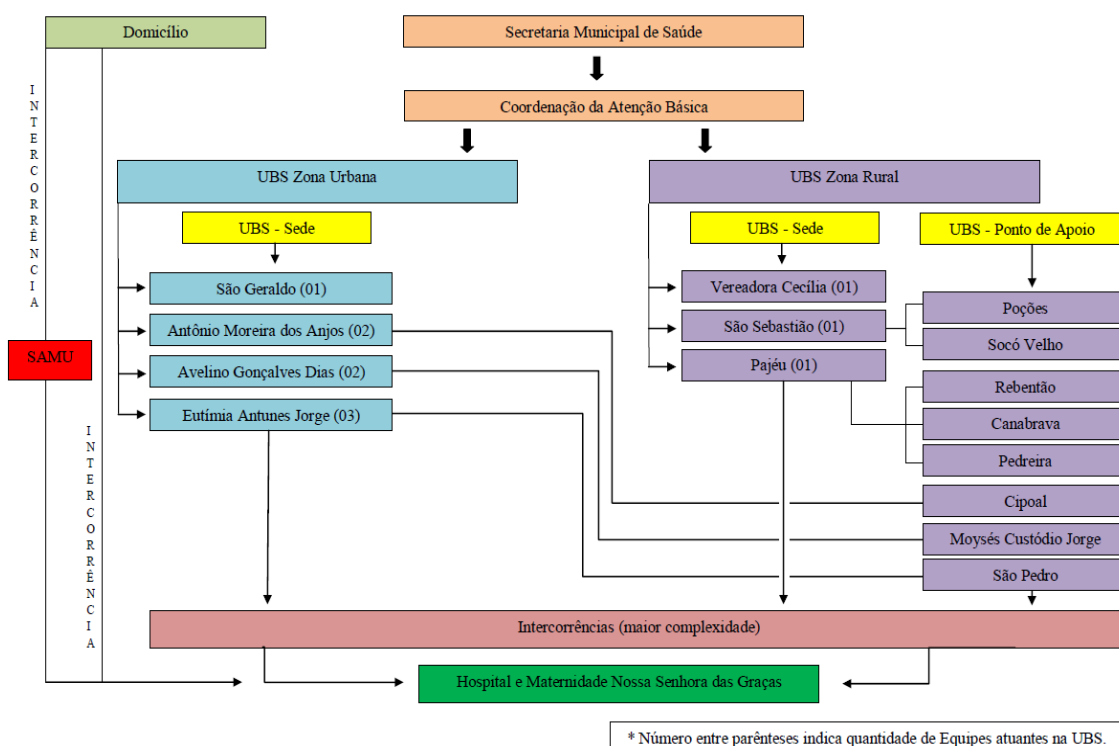 Domicílio
Secretaria Municipal de Saúde
INTERCORRÊNCIA
Coordenação da Atenção Básica
UBS Zona Urbana
UBS Zona Rural
UBS - Sede
UBS - Sede
UBS - Ponto de Apoio
São Geraldo (01)
Vereadora Cecília (01)
Poções
Antônio Moreira dos Anjos (02)
São Sebastião (01)
Socó Velho
SAMU
Avelino Gonçalves Dias (02)
Pajéu (01)
Rebentão
Eutímia Antunes Jorge (03)
Canabrava
INTERCORRÊNCIA
Pedreira
Cipoal
Moysés Custódio Jorge
São Pedro
Intercorrências (maior complexidade)
Hospital e Maternidade Nossa Senhora das Graças
* Número entre parênteses indica quantidade de Equipes atuantes na UBS.